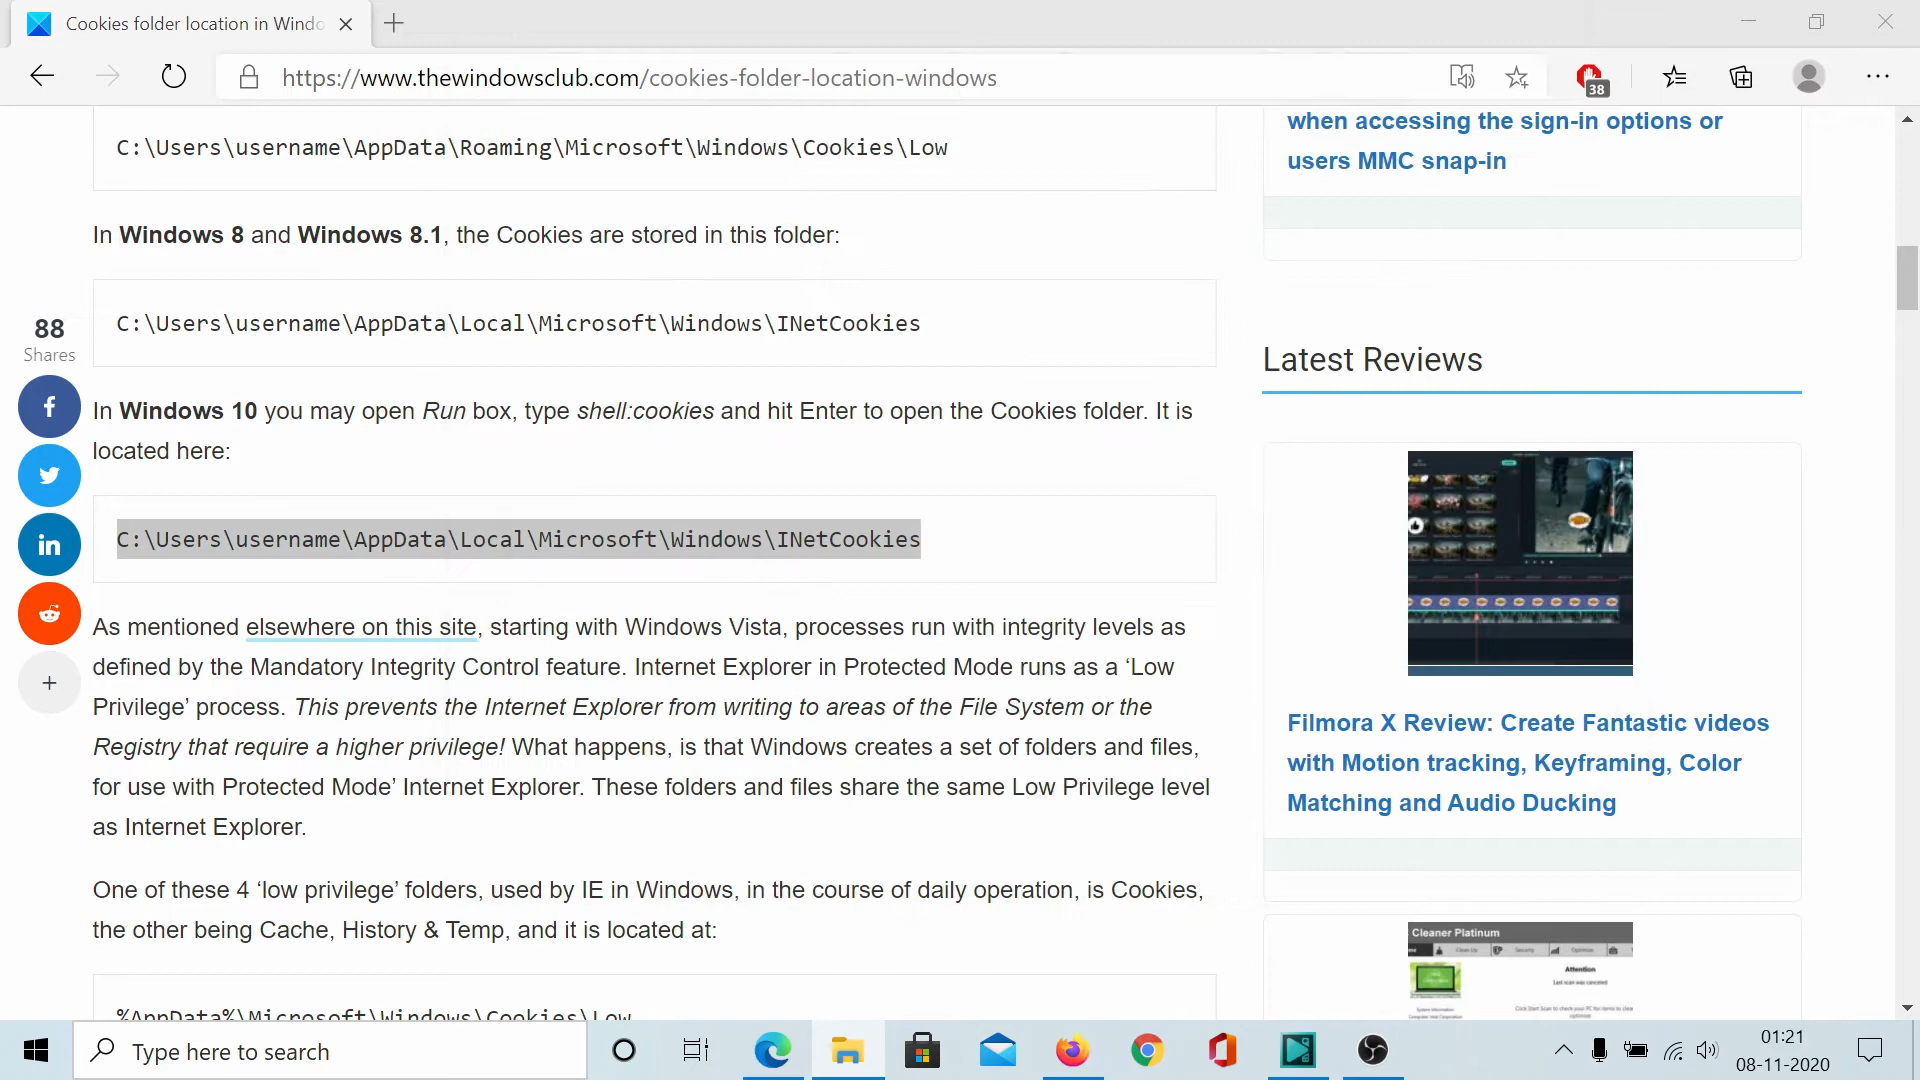 Cookies folder location in Windo
https://www.thewindowsclub.com/cookies-folder-location-windows
38
C:\Users\username\AppData\Roaming\Microsoft\Windows\Cookies\Low
In Windows 8 and Windows 8.1, the Cookies are stored in this folder:
C:\Users\username\AppData\Local\Microsoft\Windows\INetCookies
In Windows 10 you may open Run box, type shell:cookies and hit Enter to open the Cookies folder. It is
located here:
C:\Users\username\AppData\Local\Microsoft\Windows\INetCookies
As mentioned elsewhere on this site, starting with Windows Vista, processes run with integrity levels as
defined by the Mandatory Integrity Control feature. Internet Explorer in Protected Mode runs as a ‘Low
Privilege’ process. This prevents the Internet Explorer from writing to areas of the File System or the
Registry that require a higher privilege! What happens, is that Windows creates a set of folders and files,
for use with Protected Mode’ Internet Explorer. These folders and files share the same Low Privilege level
as Internet Explorer.
One of these 4 ‘low privilege’ folders, used by IE in Windows, in the course of daily operation, is Cookies,
the other being Cache, History & Temp, and it is located at:
%AppData%\Microsoft\Windows\Cookies\Low
88
Shares
when accessing the sign-in options or
users MMC snap-in
Latest Reviews
Filmora X Review: Create Fantastic videos
with Motion tracking, Keyframing, Color
Matching and Audio Ducking
Cleaner Platinum
Attention
Last scan was canceled
Type here to search
01:21
08-11-2020